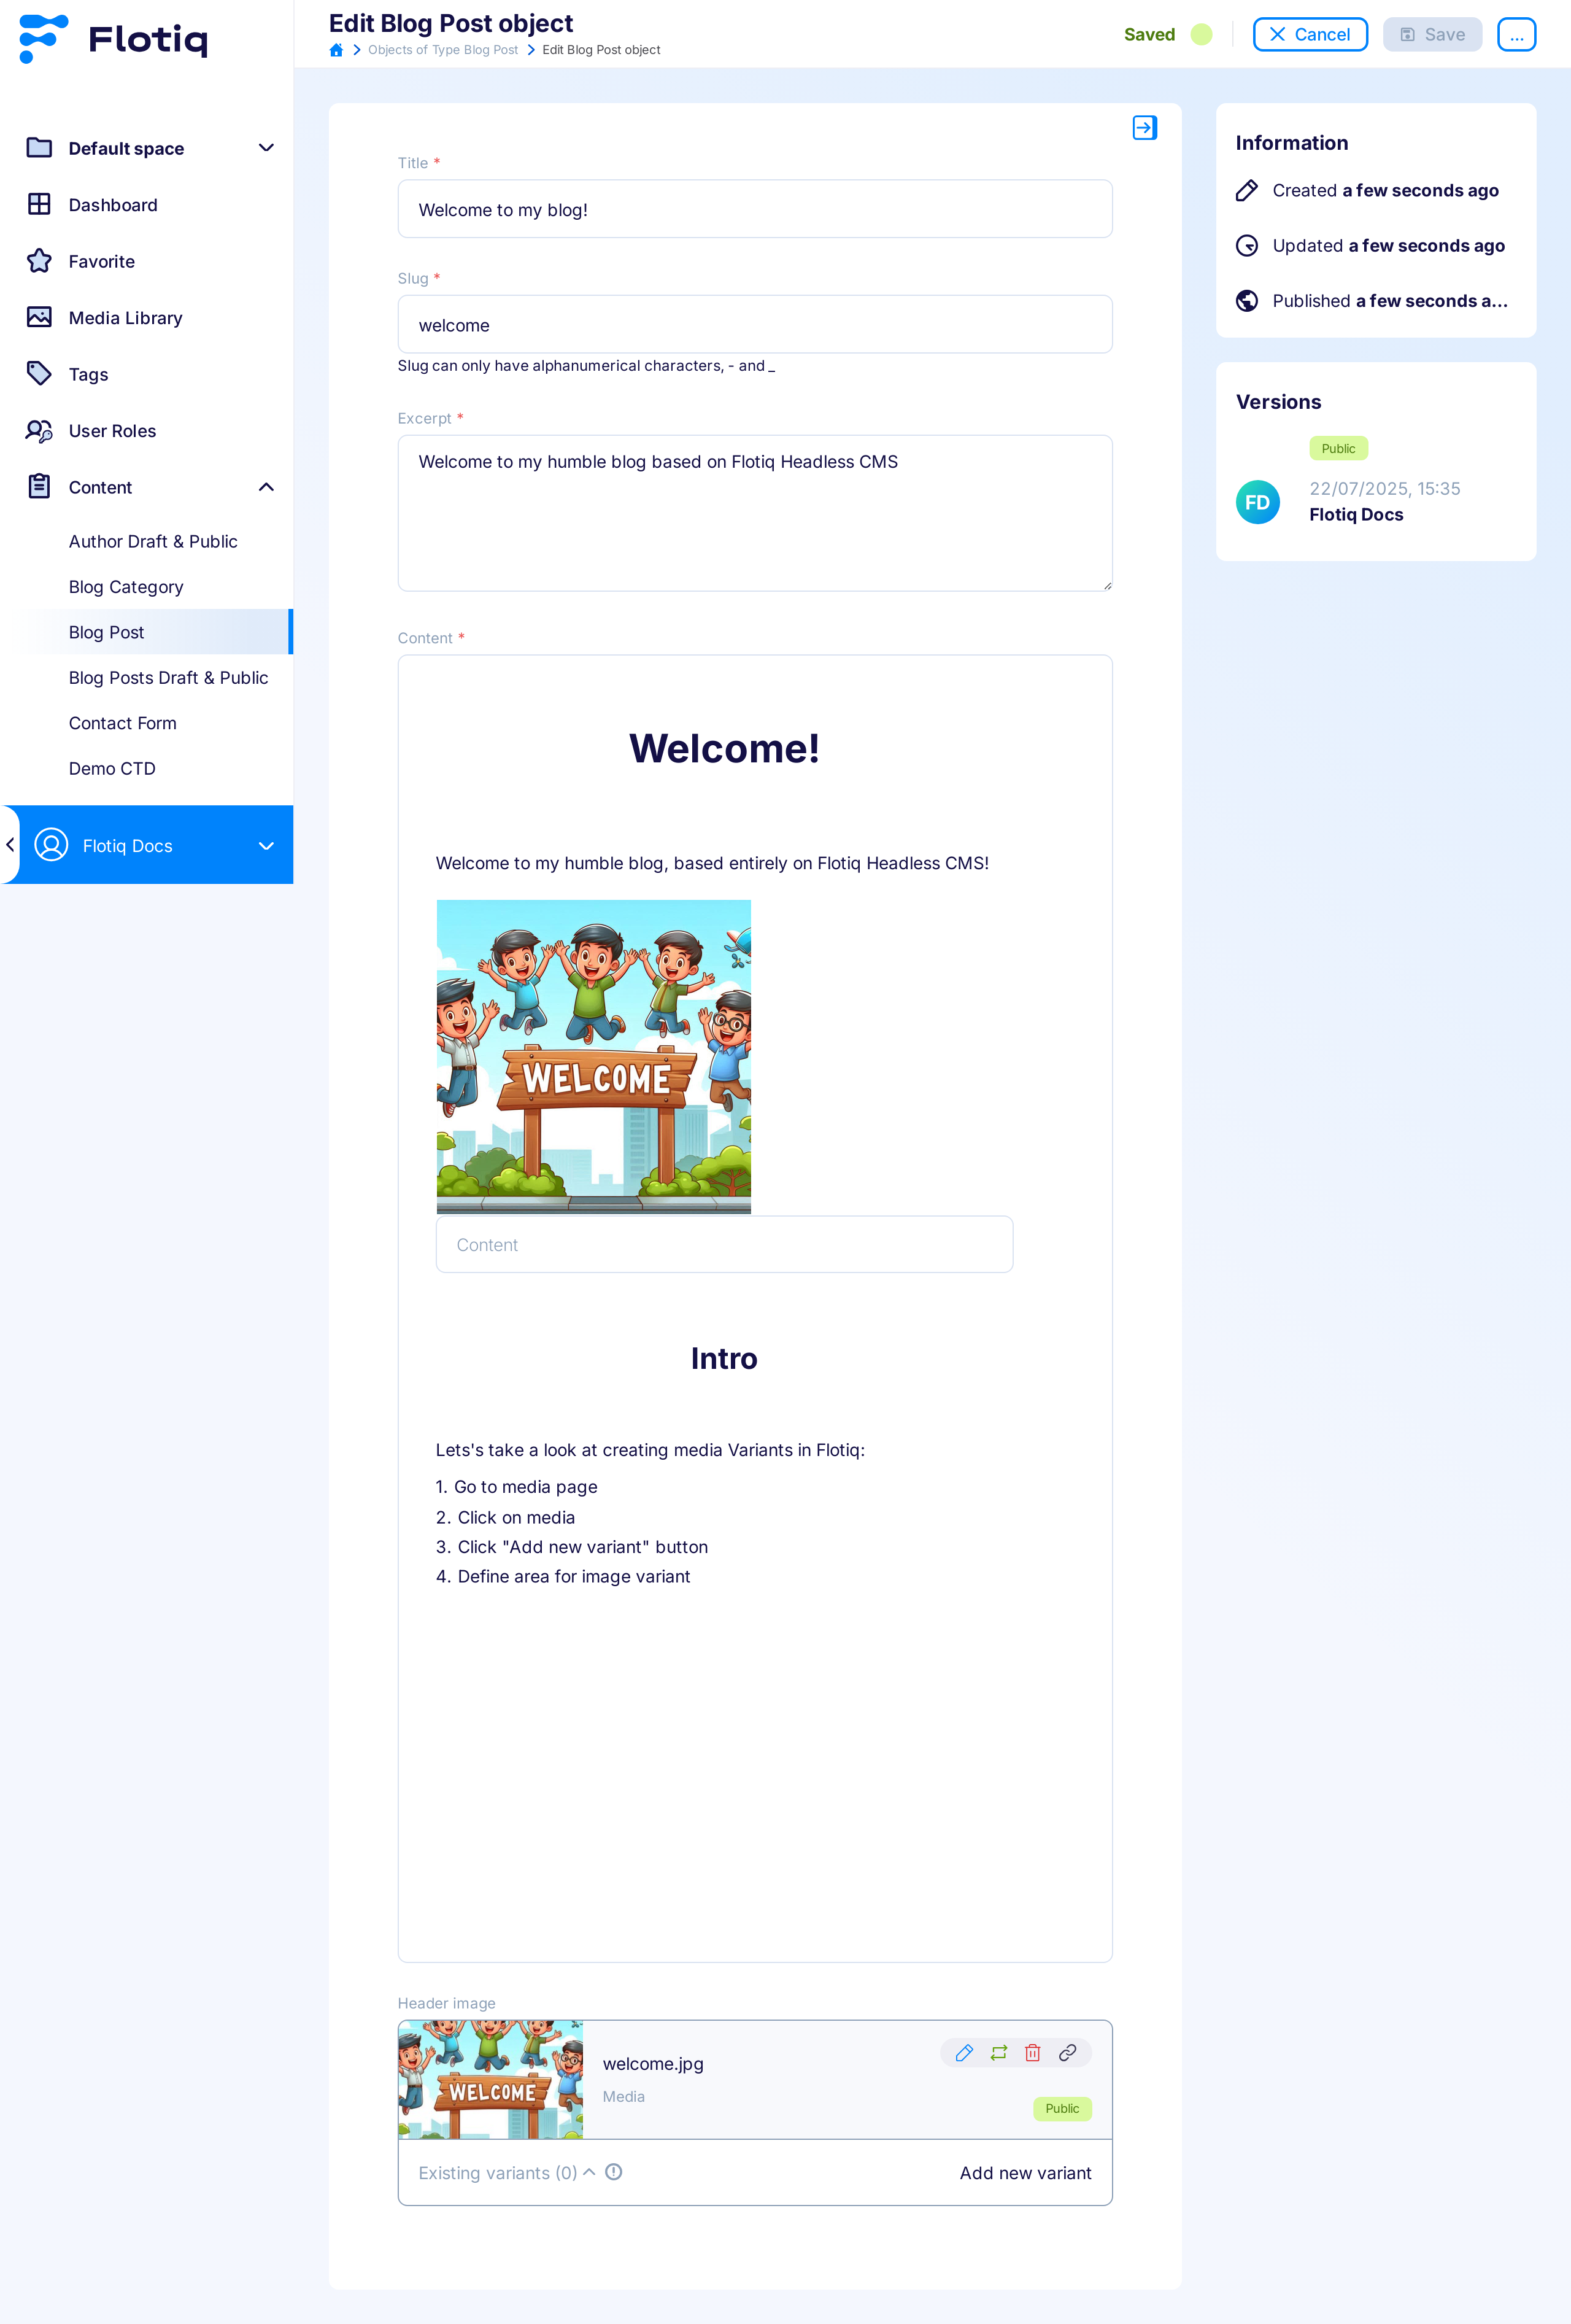 Flotiq
Default space
Dashboard
Favorite
Media Library
Tags
User Roles
Content
Author Draft & Public
Blog Category
Blog Post
Blog Posts Draft & Public
Contact Form
Demo CTD
Flotiq Docs
Edit Blog Post object
Objects of Type Blog Post
Edit Blog Post object
Saved
Cancel
Save
...
Title *
Welcome to my blog!
Slug *
welcome
Slug can only have alphanumerical characters, - and _
Excerpt *
Welcome to my humble blog based on Flotiq Headless CMS
Content *
Welcome!
Welcome to my humble blog, based entirely on Flotiq Headless CMS!
WELCOME
Content
Intro
Lets's take a look at creating media Variants in Flotiq:
1. Go to media page
2. Click on media
3. Click "Add new variant" button
4. Define area for image variant
Header image
WELCOME
welcome.jpg
Media
Public
Existing variants (0)
Add new variant
Information
Created a few seconds ago
Updated a few seconds ago
Published a few seconds a...
Versions
Public
FD
22/07/2025, 15:35
Flotiq Docs